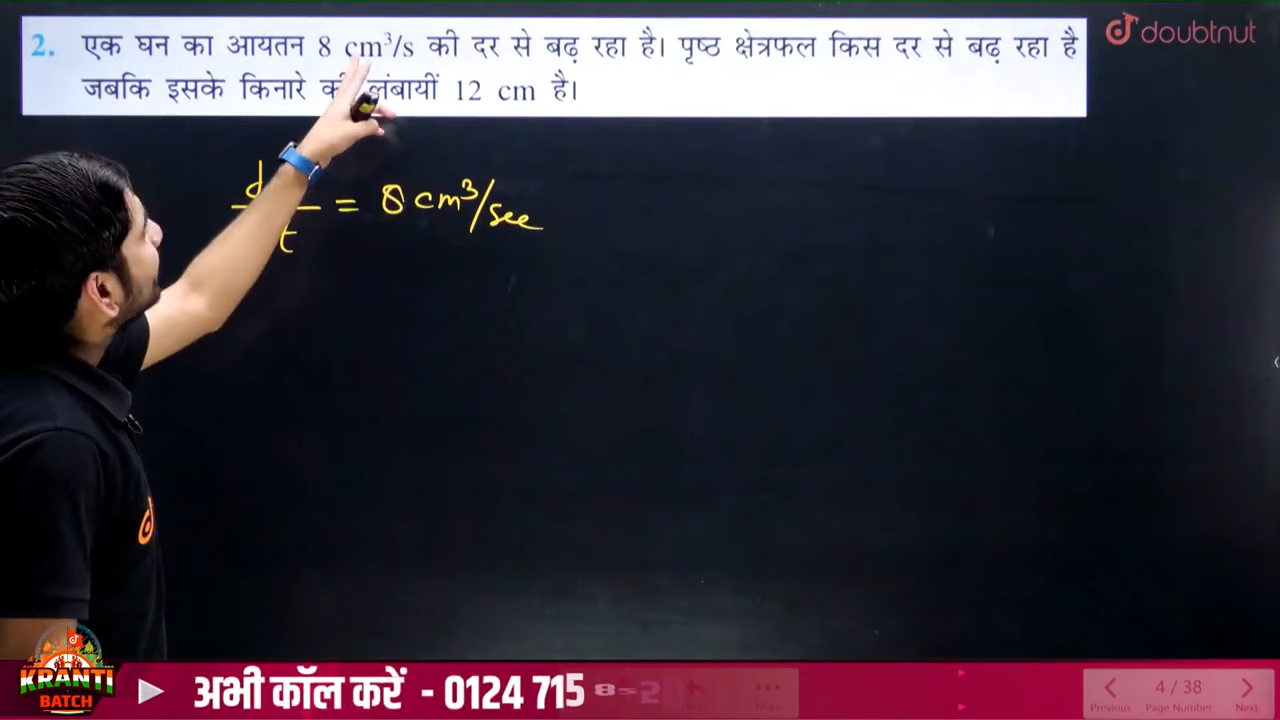 2. एक घन का आयतन 8 cm³/s की दर से बढ़ रहा है। पृष्ठ क्षेत्रफल किस दर से बढ़ रहा है
जबकि इसके किनारे की लंबायीं 12 cm है।
doubtnut
d
t
= 8 cm³/sec
KRANTI
BATCH
अभी कॉल करें - 0124 715
4 / 38
Previous
Page Number
Next
More